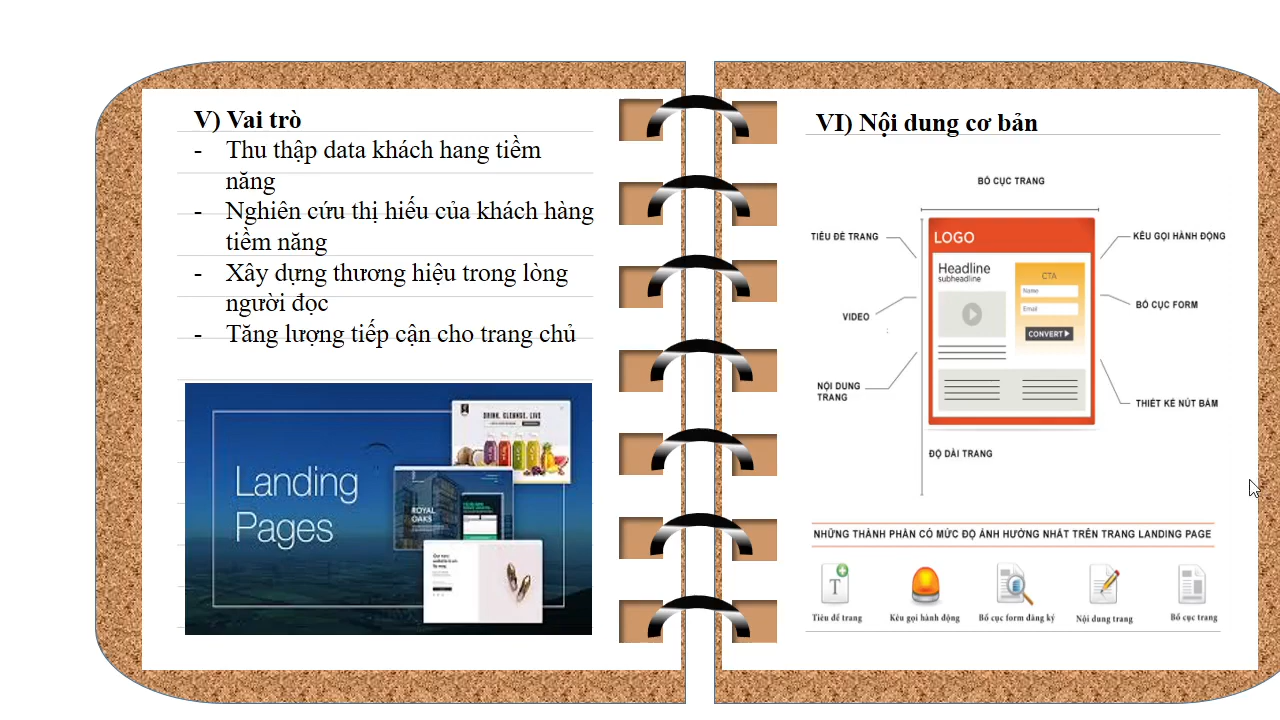 V) Vai trò
- Thu thập data khách hang tiềm
năng
- Nghiên cứu thị hiếu của khách hàng
tiềm năng
- Xây dựng thương hiệu trong lòng
người đọc
- Tăng lượng tiếp cận cho trang chủ
DRINK. CLEANSE. LIVE
Landing
Pages
ROYAL
OAKS
VI) Nội dung cơ bản
BỐ CỤC TRANG
TIÊU ĐỀ TRANG
KÊU GỌI HÀNH ĐỘNG
LOGO
Headline
subheadline
CTA
Name
Email
CONVERT
VIDEO
BỐ CỤC FORM
NỘI DUNG
TRANG
THIẾT KẾ NÚT BẤM
ĐỘ DÀI TRANG
NHỮNG THÀNH PHẦN CÓ MỨC ĐỘ ẢNH HƯỞNG NHẤT TRÊN TRANG LANDING PAGE
T
Tiêu đề trang
Kêu gọi hành động
Bố cục form đăng ký
Nội dung trang
Bố cục trang